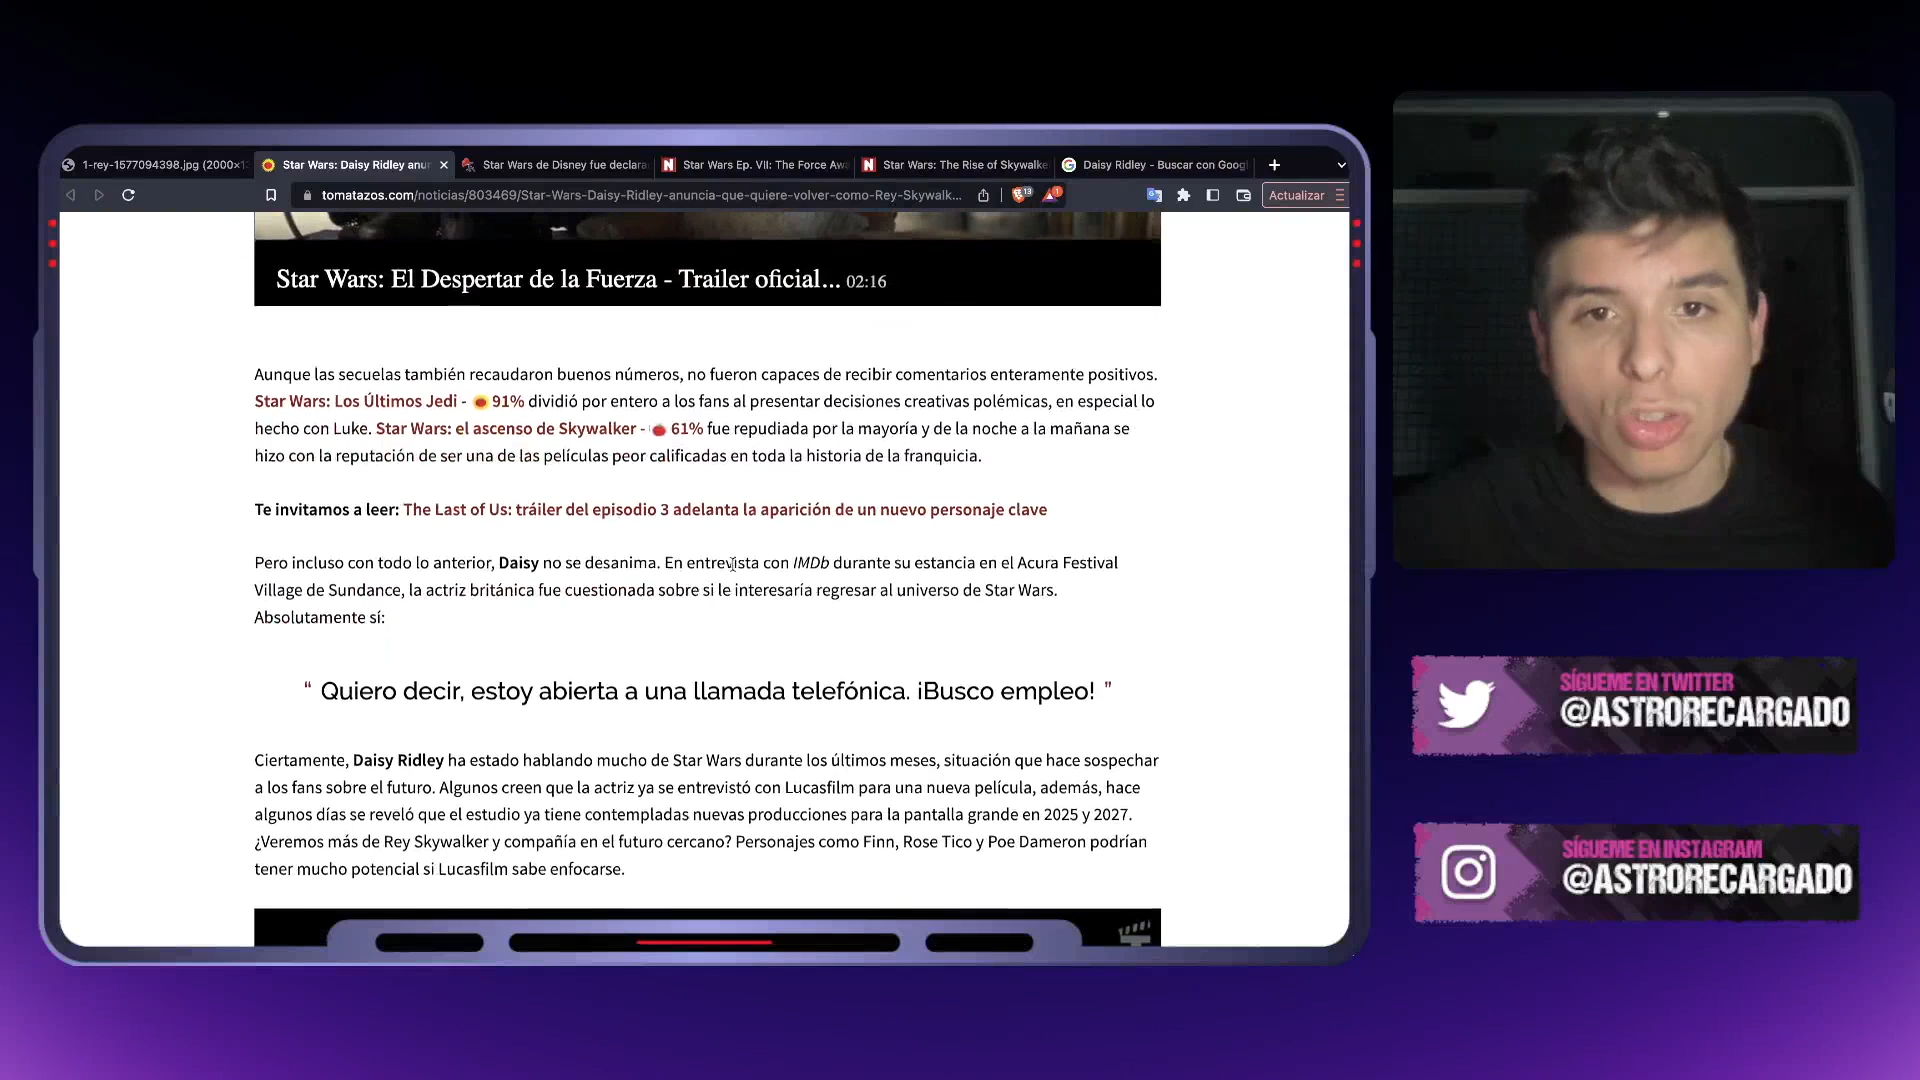 1-rey-1577094398.jpg (2000×1
Star Wars: Daisy Ridley anu
Star Wars de Disney fue declara
Star Wars Ep. VII: The Force Aw
Star Wars: The Rise of Skywalke
Daisy Ridley - Buscar con Goog
tomatazos.com/noticias/803469/Star-Wars-Daisy-Ridley-anuncia-que-quiere-volver-como-Rey-Skywalk...
13
1
Actualizar
Star Wars: El Despertar de la Fuerza - Trailer oficial... 02:16
Aunque las secuelas también recaudaron buenos números, no fueron capaces de recibir comentarios enteramente positivos.
Star Wars: Los Últimos Jedi - 91% dividió por entero a los fans al presentar decisiones creativas polémicas, en especial lo
hecho con Luke. Star Wars: el ascenso de Skywalker - 61% fue repudiada por la mayoría y de la noche a la mañana se
hizo con la reputación de ser una de las películas peor calificadas en toda la historia de la franquicia.
Te invitamos a leer: The Last of Us: tráiler del episodio 3 adelanta la aparición de un nuevo personaje clave
Pero incluso con todo lo anterior, Daisy no se desanima. En entrevista con IMDb durante su estancia en el Acura Festival
Village de Sundance, la actriz británica fue cuestionada sobre si le interesaría regresar al universo de Star Wars.
Absolutamente sí:
“ Quiero decir, estoy abierta a una llamada telefónica. ¡Busco empleo! ”
Ciertamente, Daisy Ridley ha estado hablando mucho de Star Wars durante los últimos meses, situación que hace sospechar
a los fans sobre el futuro. Algunos creen que la actriz ya se entrevistó con Lucasfilm para una nueva película, además, hace
algunos días se reveló que el estudio ya tiene contempladas nuevas producciones para la pantalla grande en 2025 y 2027.
¿Veremos más de Rey Skywalker y compañía en el futuro cercano? Personajes como Finn, Rose Tico y Poe Dameron podrían
tener mucho potencial si Lucasfilm sabe enfocarse.
SÍGUEME EN TWITTER
@ASTRORECARGADO
SÍGUEME EN INSTAGRAM
@ASTRORECARGADO